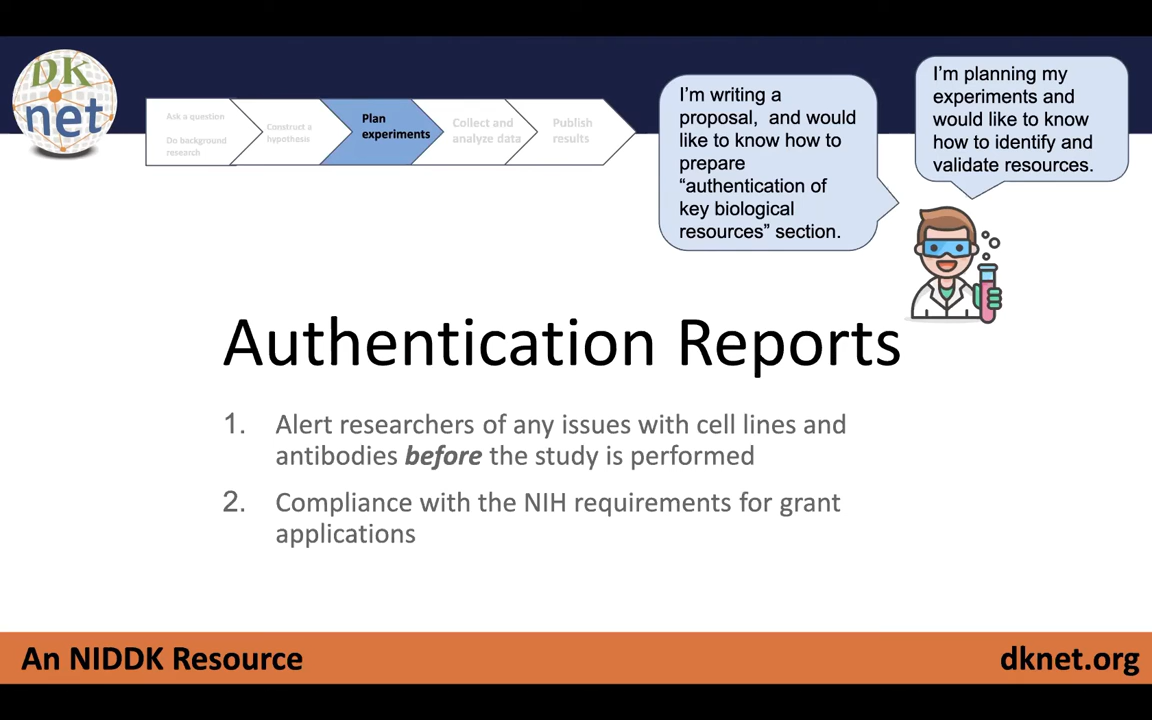 DK
net
Ask a question
Do background
research
Construct a
hypothesis
Plan
experiments
Collect and
analyze data
Publish
results
I'm writing a
proposal,  and would
like to know how to
prepare
“authentication of
key biological
resources” section.
I'm planning my
experiments and
would like to know
how to identify and
validate resources.
Authentication Reports
1. Alert researchers of any issues with cell lines and
antibodies before the study is performed
2. Compliance with the NIH requirements for grant
applications
An NIDDK Resource
dknet.org